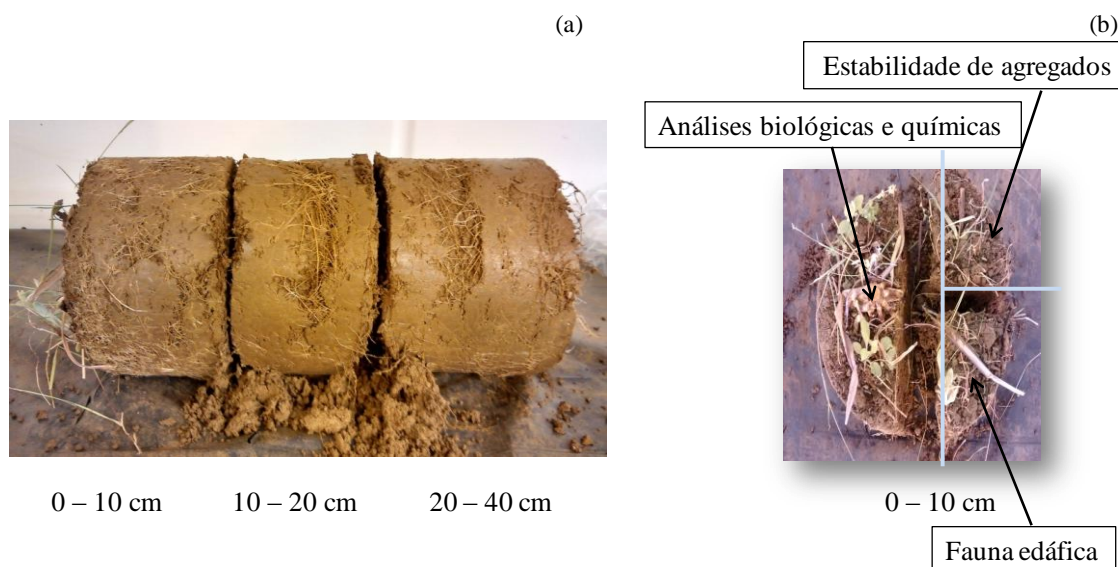 (a)
(b)
Estabilidade de agregados
Análises biológicas e químicas
0 – 10 cm
10 – 20 cm
20 – 40 cm
0 – 10 cm
Fauna edáfica